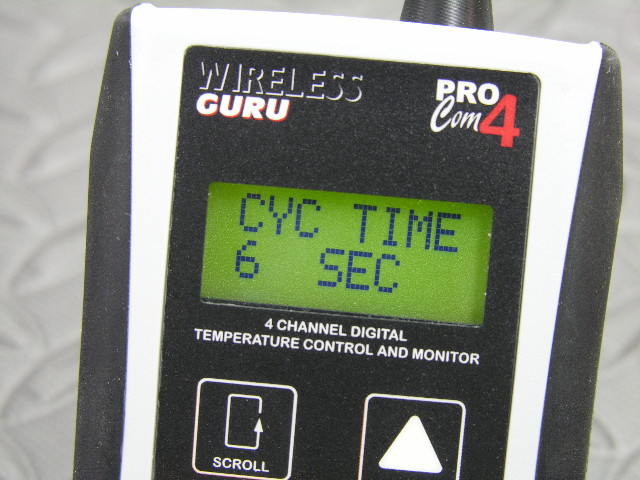 WIRELESS
GURU
PRO
Com 4
CYC TIME
6 SEC
4 CHANNEL DIGITAL
TEMPERATURE CONTROL AND MONITOR
SCROLL